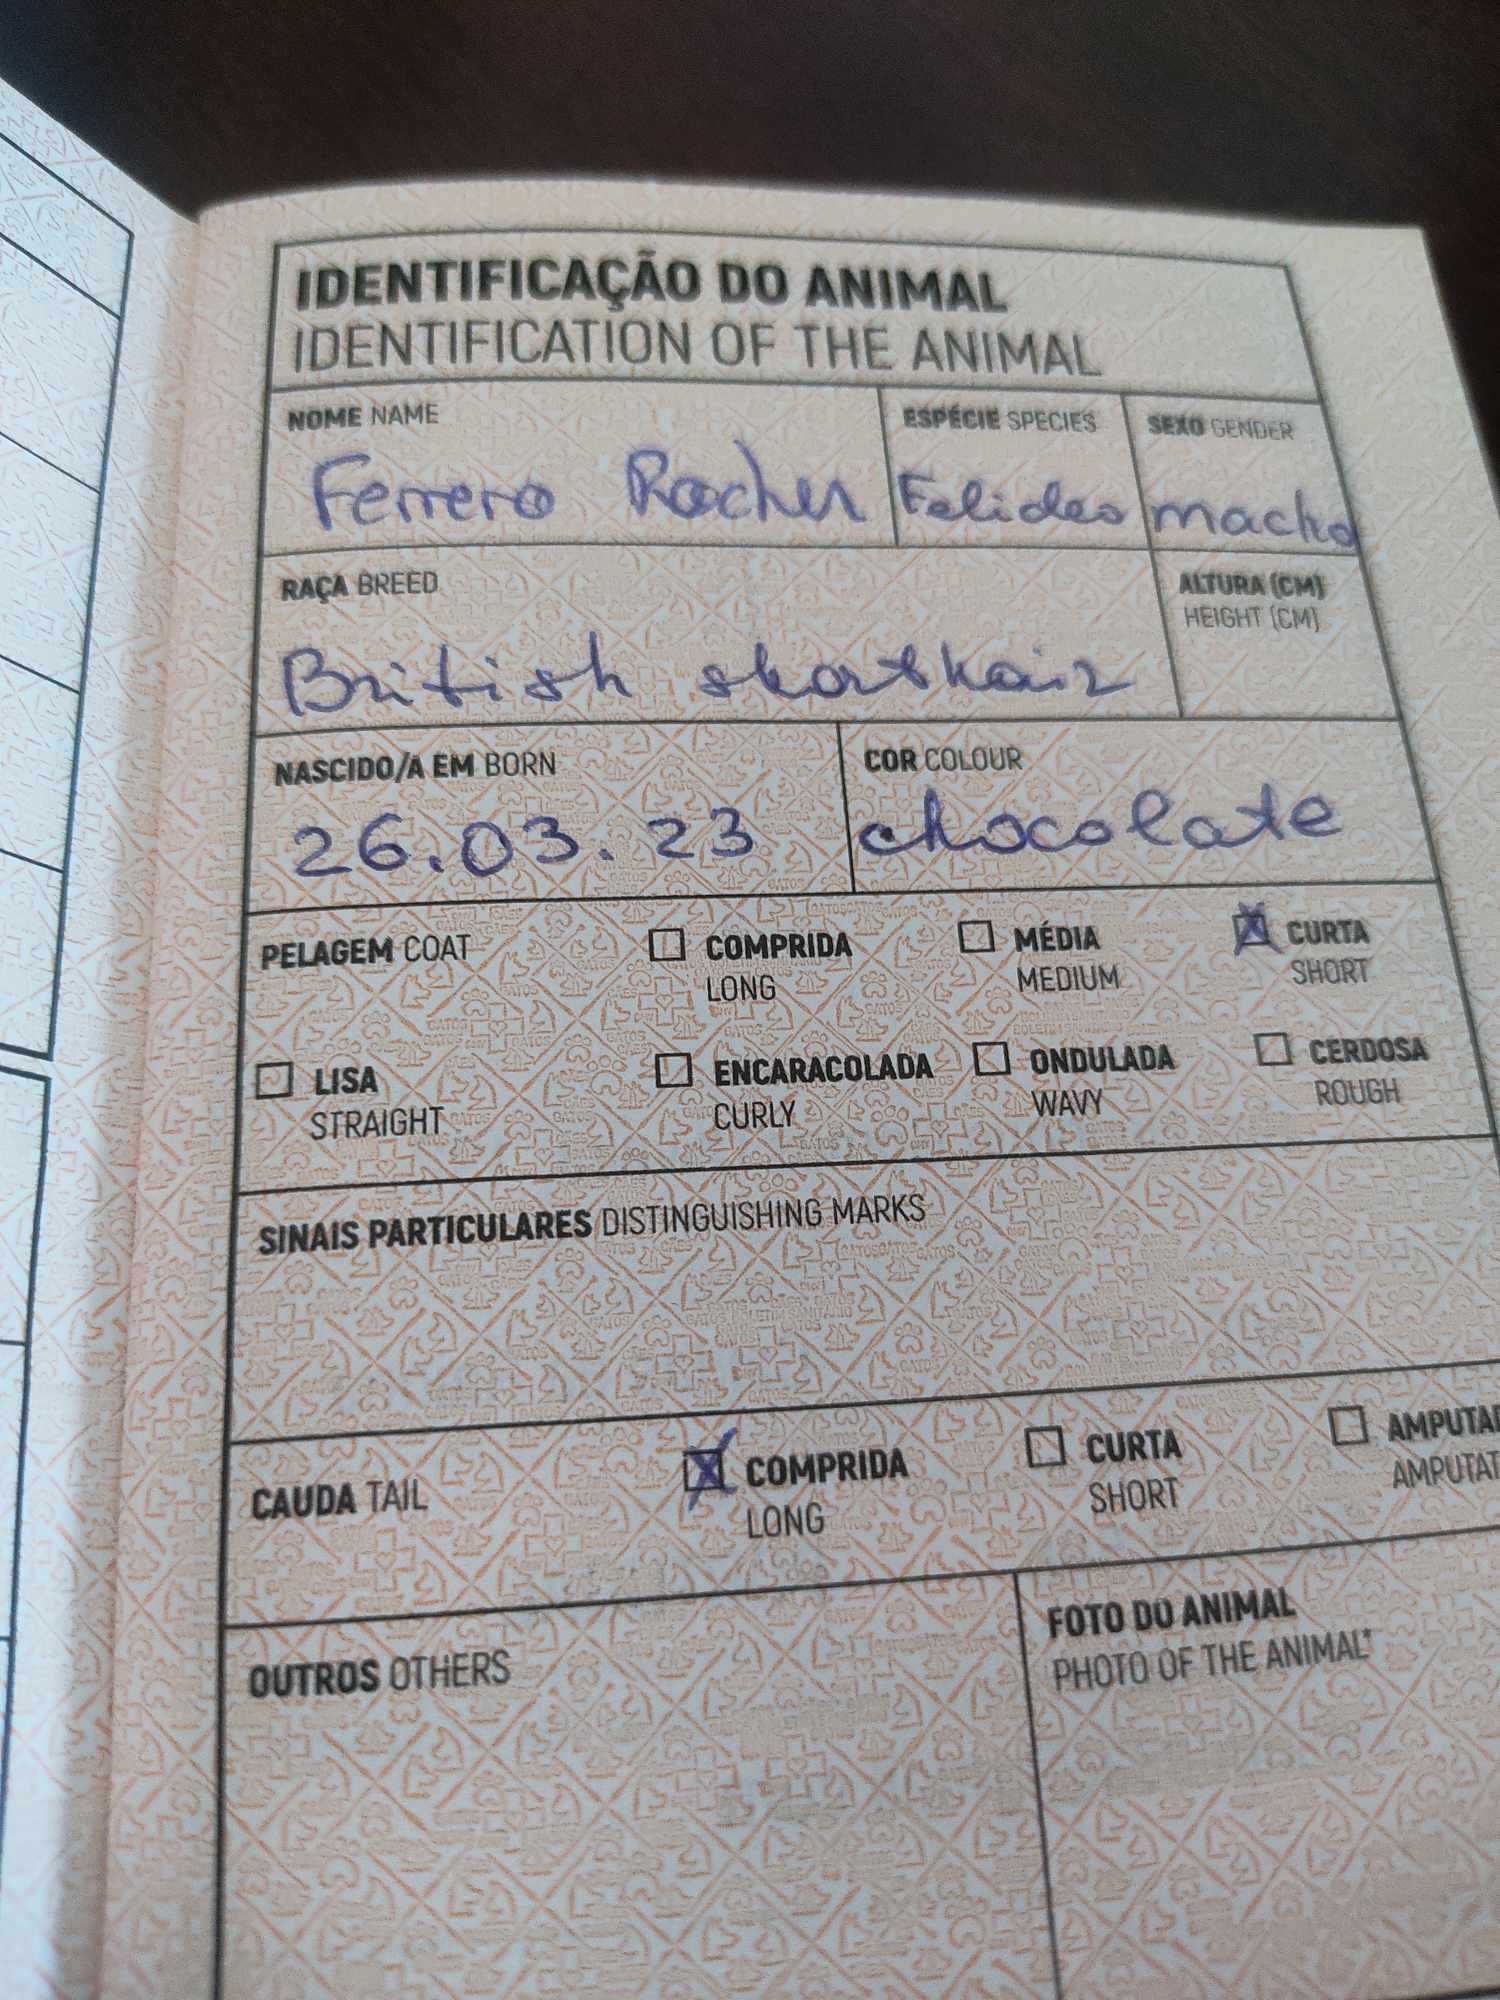 IDENTIFICAÇÃO DO ANIMAL
IDENTIFICATION OF THE ANIMAL
NOME NAME ESPÉCIE SPECIES SEXO GENDER
Ferrero Rocher Felideo macho
RAÇA BREED ALTURA (CM)
HEIGHT (CM)
British shorthair
NASCIDO/A EM BORN COR COLOUR
26.03.23 chocolate
PELAGEM COAT COMPRIDA MÉDIA CURTA
LONG MEDIUM SHORT
LISA ENCARACOLADA ONDULADA CERDOSA
STRAIGHT CURLY WAVY ROUGH
SINAIS PARTICULARES DISTINGUISHING MARKS
CAUDA TAIL COMPRIDA CURTA
LONG SHORT
OUTROS OTHERS FOTO DO ANIMAL
PHOTO OF THE ANIMAL*